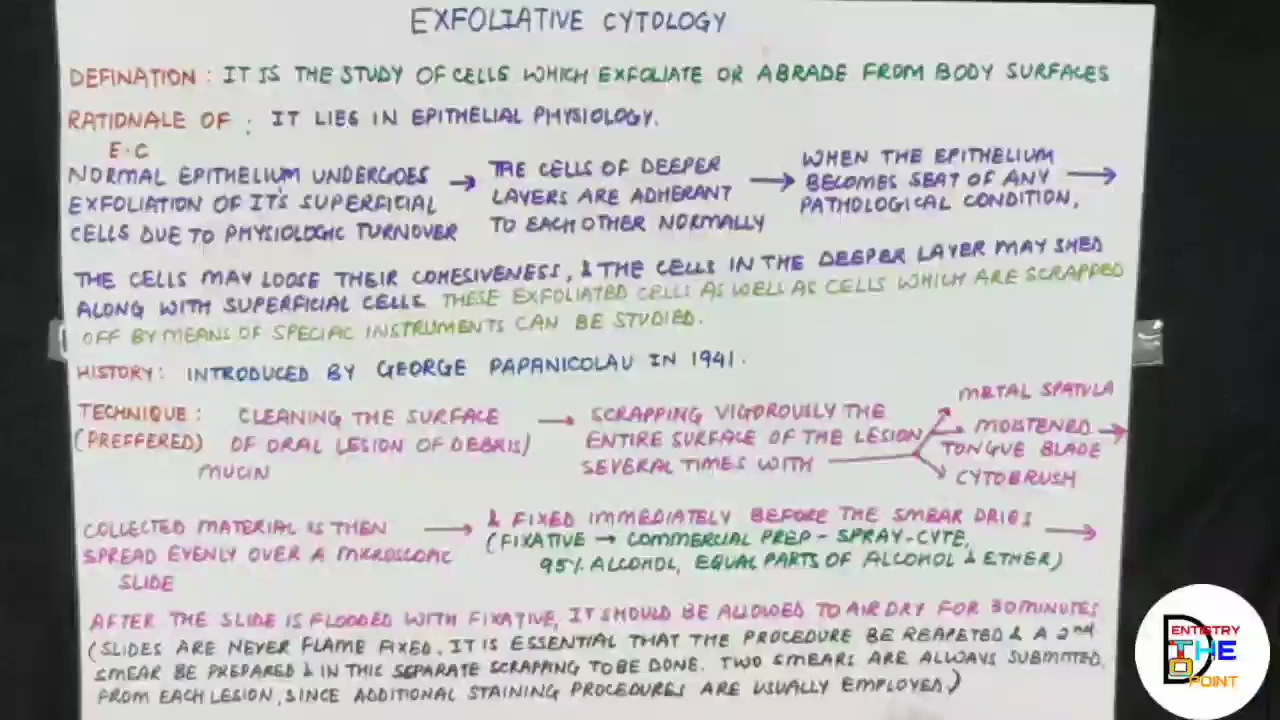 EXFOLIATIVE CYTOLOGY
DEFINATION : IT IS THE STUDY OF CELLS WHICH EXFOLIATE OR ABRADE FROM BODY SURFACES
RATIONALE OF : IT LIES IN EPITHELIAL PHYSIOLOGY.
E.C
NORMAL EPITHELIUM UNDERGOES EXFOLIATION OF IT'S SUPERFICIAL CELLS DUE TO PHYSIOLOGIC TURNOVER →
THE CELLS OF DEEPER LAYERS ARE ADHERANT TO EACH OTHER NORMALLY →
WHEN THE EPITHELIUM BECOMES SEAT OF ANY PATHOLOGICAL CONDITION, →
THE CELLS MAY LOOSE THEIR COHESIVENESS, & THE CELLS IN THE DEEPER LAYER MAY SHED
ALONG WITH SUPERFICIAL CELLS THESE EXFOLIATED CELLS AS WELL AS CELLS WHICH ARE SCRAPPED
OFF BY MEANS OF SPECIAL INSTRUMENTS CAN BE STUDIED.
HISTORY: INTRODUCED BY GEORGE PAPANICOLAU IN 1941.
TECHNIQUE :
(PREFFERED)
CLEANING THE SURFACE
OF ORAL LESION OF DEBRIS/
MUCIN
→ SCRAPPING VIGOROUSLY THE
ENTIRE SURFACE OF THE LESION
SEVERAL TIMES WITH
METAL SPATULA
MOISTENED →
TONGUE BLADE
CYTOBRUSH
COLLECTED MATERIAL IS THEN →
SPREAD EVENLY OVER A MICROSCOPIC
SLIDE
& FIXED IMMEDIATELY BEFORE THE SMEAR DRIES →
(FIXATIVE → COMMERCIAL PREP - SPRAY-CYTE,
95% ALCOHOL, EQUAL PARTS OF ALCOHOL & ETHER)
AFTER THE SLIDE IS FLOODED WITH FIXATIVE, IT SHOULD BE ALLOWED TO AIR DRY FOR 30 MINUTES
(SLIDES ARE NEVER FLAME FIXED. IT IS ESSENTIAL THAT THE PROCEDURE BE REAPETED & A 2nd
SMEAR BE PREPARED & IN THIS SEPARATE SCRAPPING TO BE DONE. TWO SMEARS ARE ALWAYS SUBMITTED
FROM EACH LESION, SINCE ADDITIONAL STAINING PROCEDURES ARE USUALLY EMPLOYED.)
DENTISTRY
TO THE
POINT